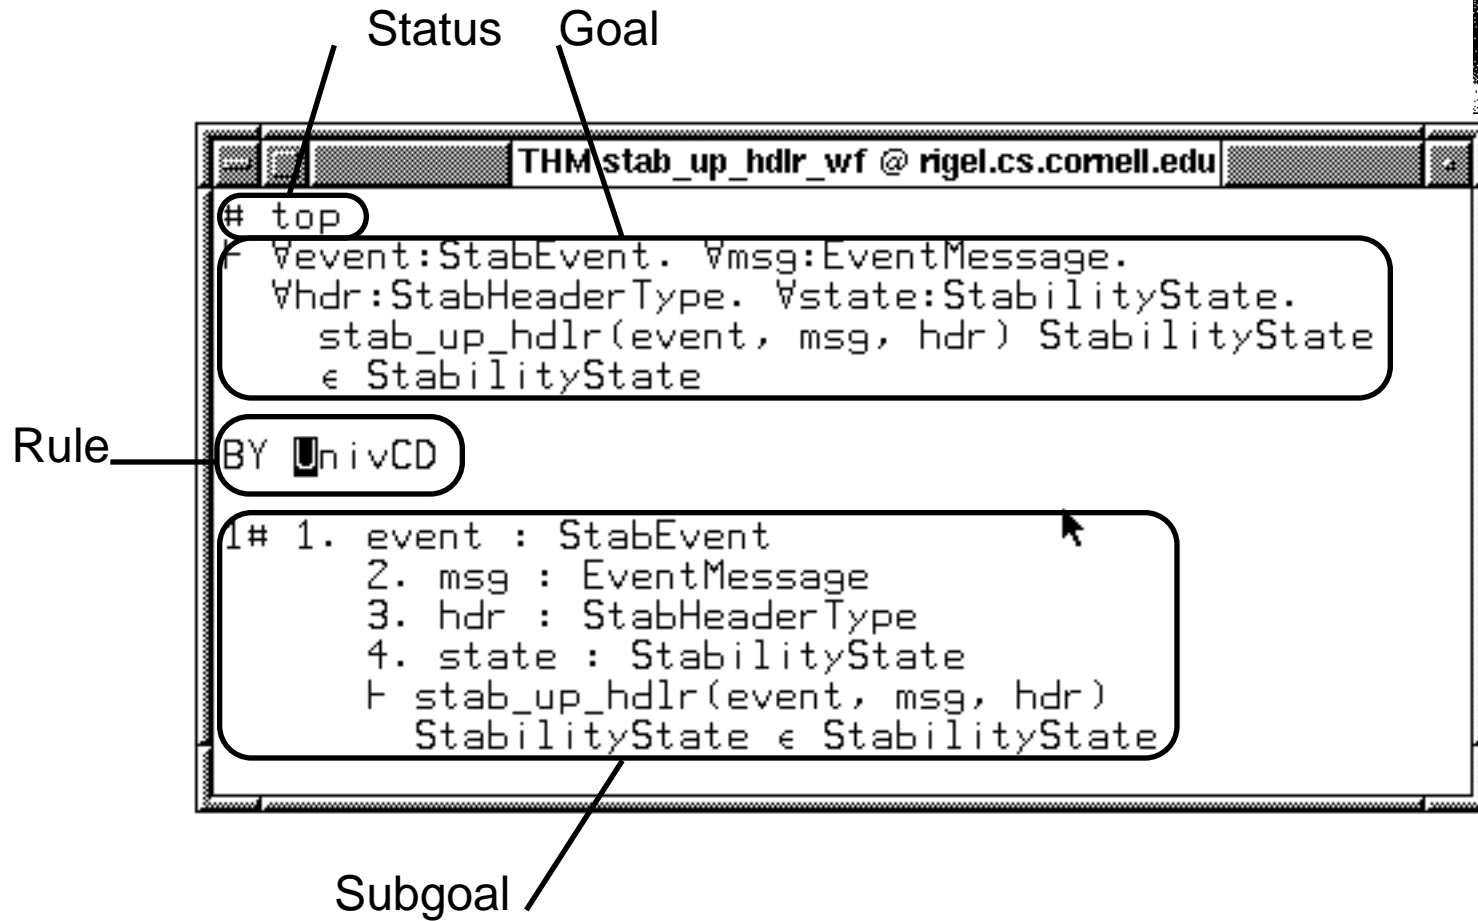 Status Goal
THM stab_up_hdlr_wf @ rigel.cs.cornell.edu
# top
⊢ ∀event:StabEvent. ∀msg:EventMessage.
∀hdr:StabHeaderType. ∀state:StabilityState.
stab_up_hdlr(event, msg, hdr) StabilityState
∈ StabilityState
Rule
BY UnivCD
1# 1. event : StabEvent
2. msg : EventMessage
3. hdr : StabHeaderType
4. state : StabilityState
⊢ stab_up_hdlr(event, msg, hdr)
StabilityState ∈ StabilityState
Subgoal